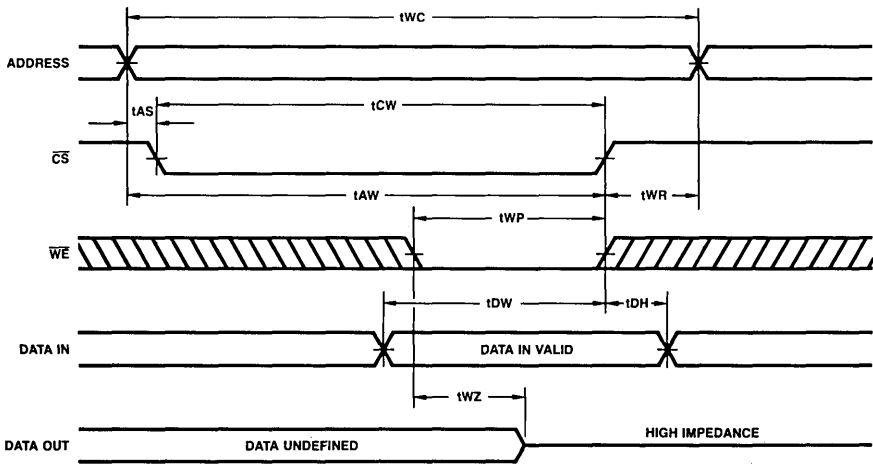 tWC
ADDRESS
tAS
tCW
CS
tAW
tWR
tWP
WE
tDW
tDH
DATA IN
DATA IN VALID
tWZ
DATA OUT
DATA UNDEFINED
HIGH IMPEDANCE